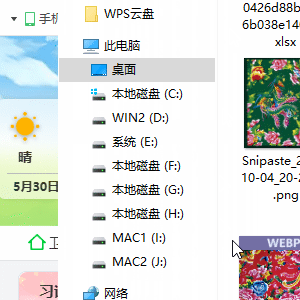 手机
晴
5月30日
卫
习近
WPS云盘
此电脑
桌面
本地磁盘 (C:)
WIN2 (D:)
系统 (E:)
本地磁盘 (F:)
本地磁盘 (G:)
本地磁盘 (H:)
MAC1 (I:)
MAC2 (J:)
网络
0426d88b
6b038e14
xlsx
Snipaste_2
10-04_20-2
.png
WEBP